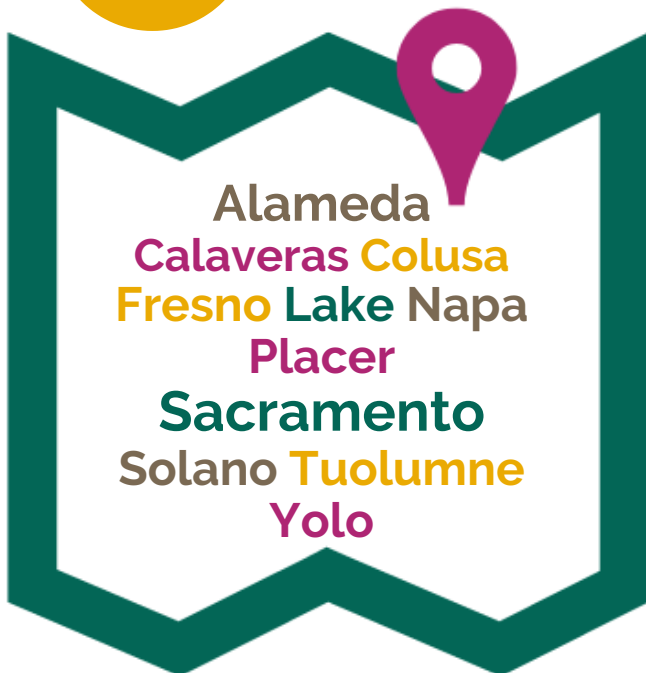 Alameda
Calaveras Colusa
Fresno Lake Napa
Placer
Sacramento
Solano Tuolumne
Yolo